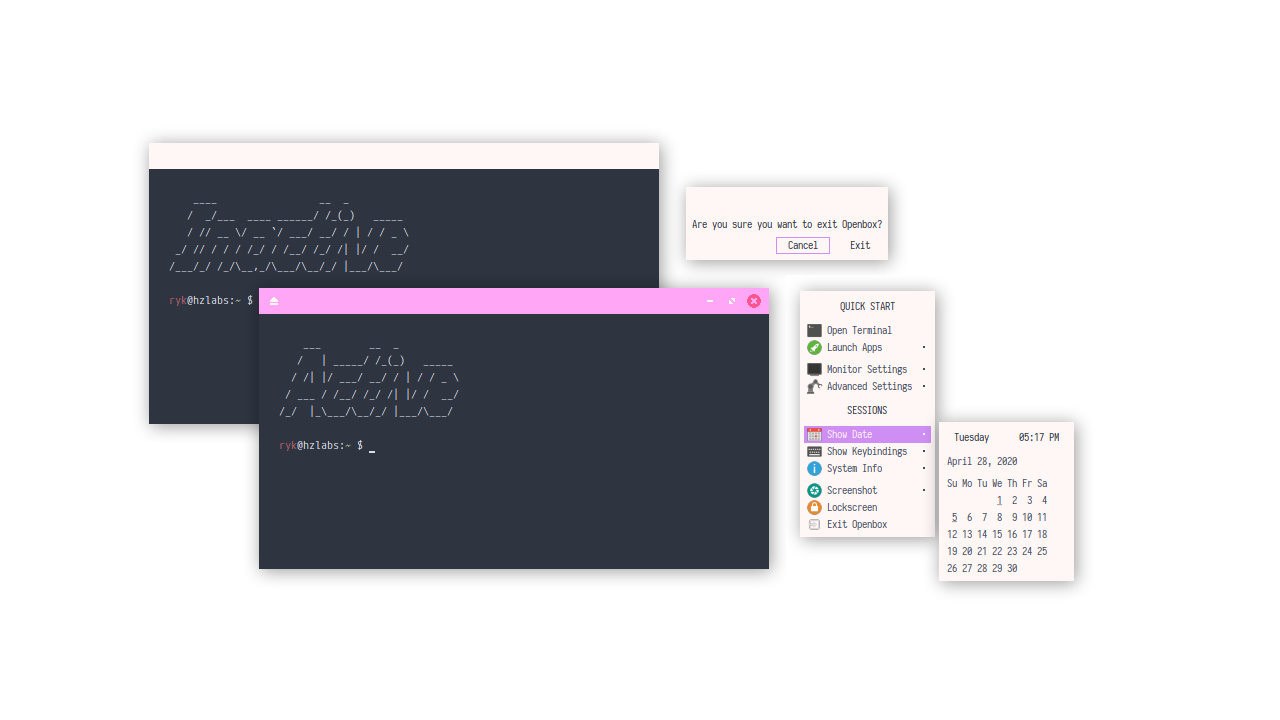 Inactive
ryk@hzlabs:~ $
Active
ryk@hzlabs:~ $ _
Are you sure you want to exit Openbox?
Cancel Exit
QUICK START
Open Terminal
Launch Apps
Monitor Settings
Advanced Settings
SESSIONS
Show Date
Show Keybindings
System Info
Screenshot
Lockscreen
Exit Openbox
Tuesday 05:17 PM
April 28, 2020
Su Mo Tu We Th Fr Sa
1 2 3 4
5 6 7 8 9 10 11
12 13 14 15 16 17 18
19 20 21 22 23 24 25
26 27 28 29 30